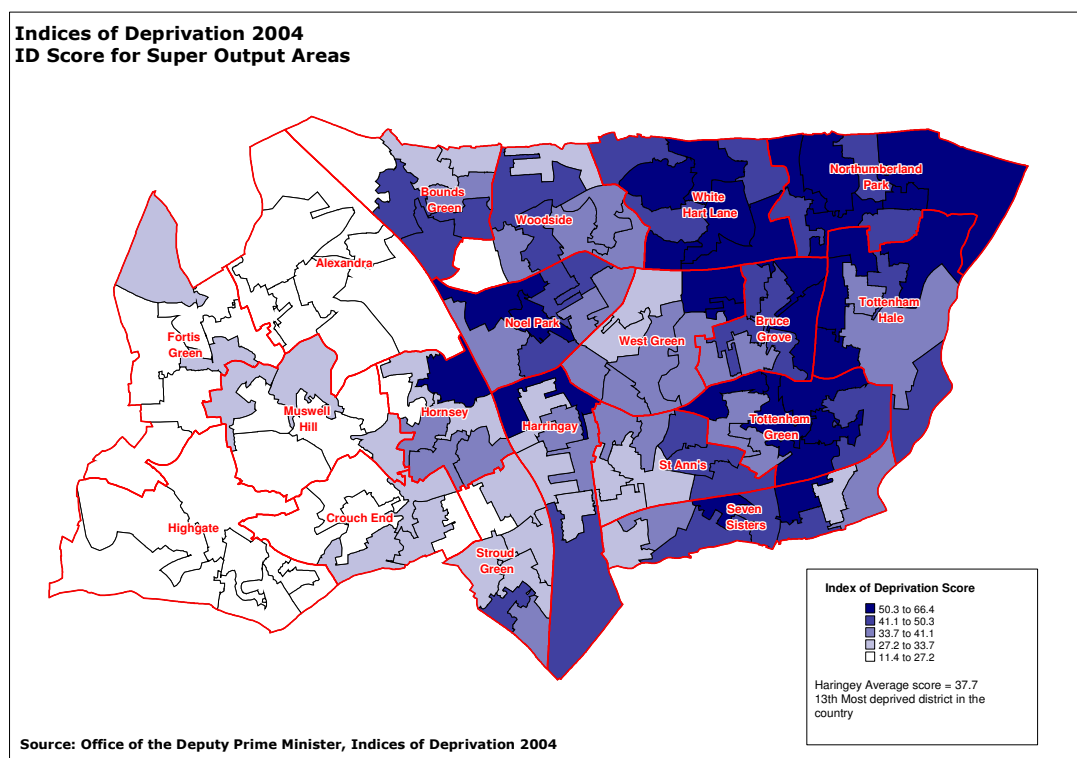 Indices of Deprivation 2004
ID Score for Super Output Areas
Northumberland
Park
Bounds
Green
White
Hart Lane
Woodside
Alexandra
Tottenham
Hale
Noel Park
Bruce
Grove
West Green
Fortis
Green
Muswell
Hill
Hornsey
Harringay
Tottenham
Green
St Ann's
Seven
Sisters
Crouch End
Highgate
Stroud
Green
Index of Deprivation Score
50.3 to 66.4
41.1 to 50.3
33.7 to 41.1
27.2 to 33.7
11.4 to 27.2
Haringey Average score = 37.7
13th Most deprived district in the
country
Source: Office of the Deputy Prime Minister, Indices of Deprivation 2004